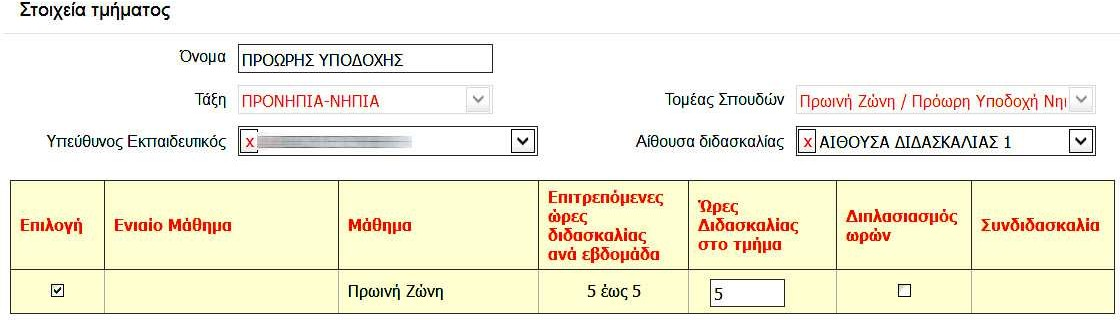 Στοιχεία τμήματος
Όνομα ΠΡΟΩΡΗΣ ΥΠΟΔΟΧΗΣ
Τάξη ΠΡΟΝΗΠΙΑ-ΝΗΠΙΑ Τομέας Σπουδών Πρωινή Ζώνη / Πρόωρη Υποδοχή Νηι
Υπεύθυνος Εκπαιδευτικός x Αίθουσα διδασκαλίας x ΑΙΘΟΥΣΑ ΔΙΔΑΣΚΑΛΙΑΣ 1
Επιλογή
Ενιαίο Μάθημα
Μάθημα
Επιτρεπόμενες
ώρες
διδασκαλίας
ανά εβδομάδα
Ώρες
Διδασκαλίας
στο τμήμα
Διπλασιασμός
ωρών
Συνδιδασκαλία
Πρωινή Ζώνη 5 έως 5 5